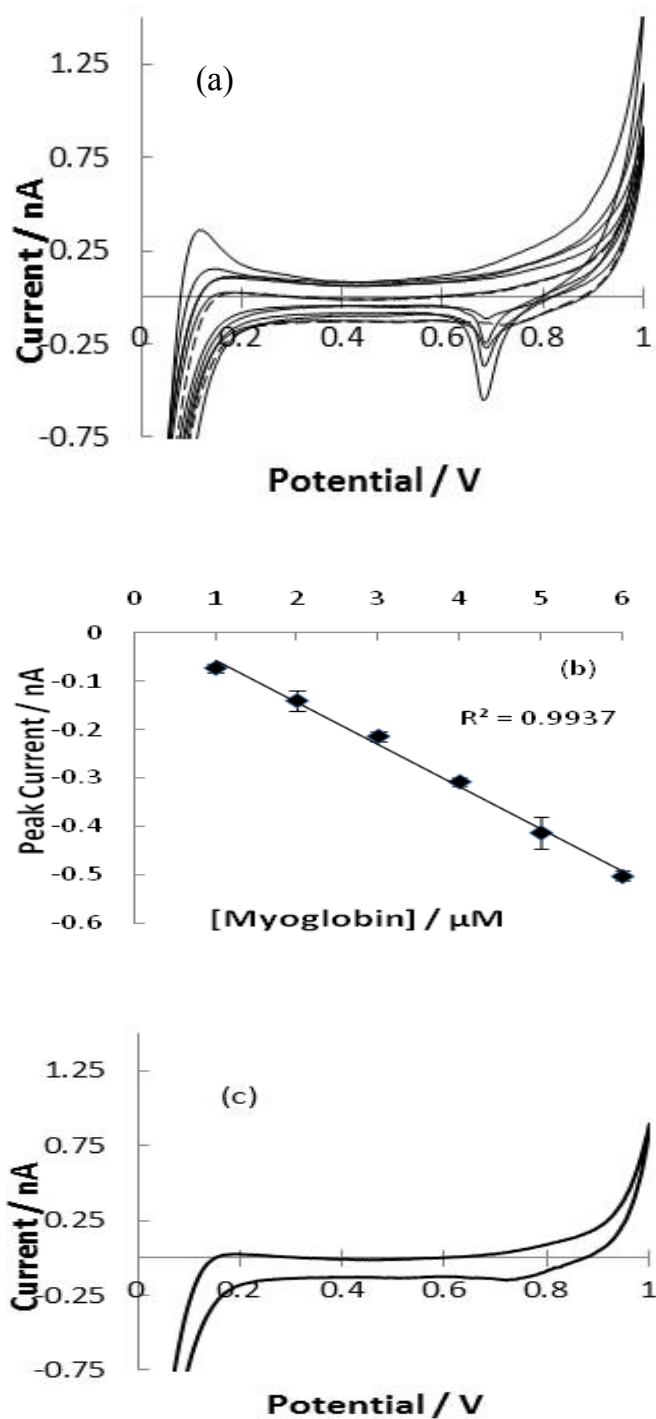 (a)
1.25
0.75
0.25
-0.25
-0.75
0 0.2 0.4 0.6 0.8 1
Current / nA
Potential / V
0 1 2 3 4 5 6
0
-0.1
-0.2
-0.3
-0.4
-0.5
-0.6
(b)
R² = 0.9937
Peak Current / nA
[Myoglobin] / µM
(c)
1.25
0.75
0.25
-0.25
-0.75
0 0.2 0.4 0.6 0.8 1
Current / nA
Potential / V